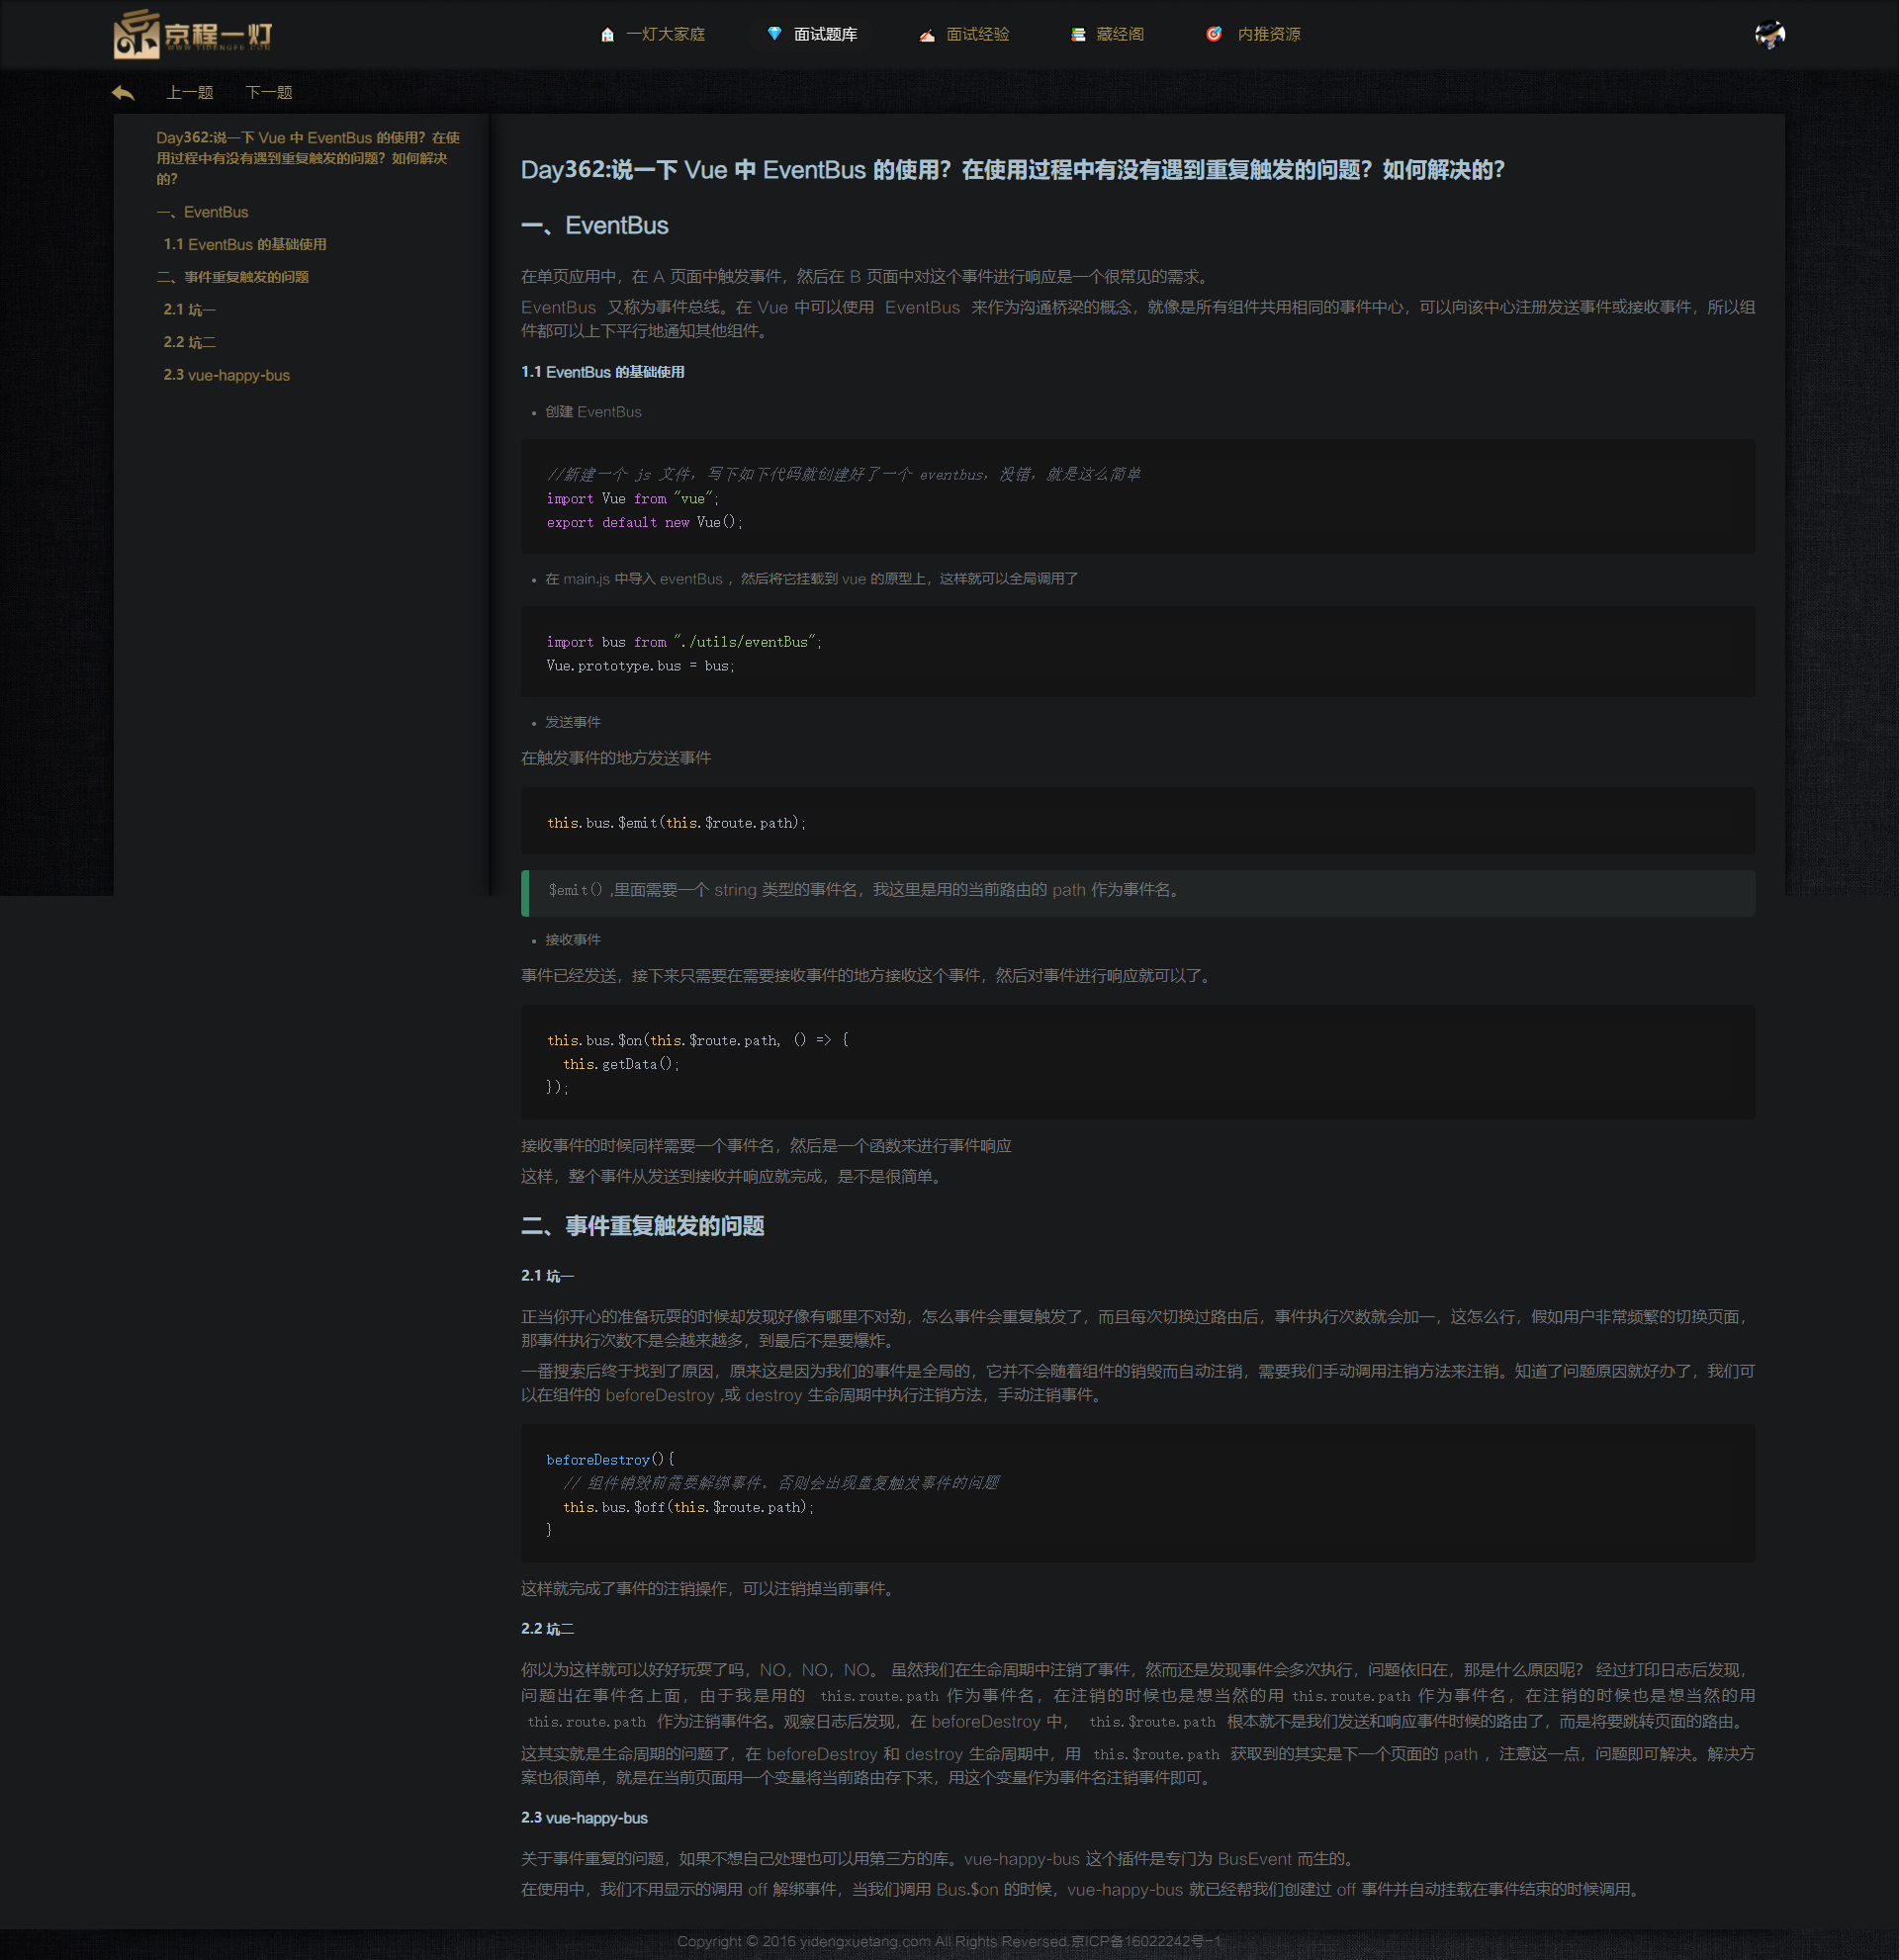 京程一灯
WWW.YIDENGFE.COM
一灯大家庭
面试题库
面试经验
藏经阁
内推资源
上一题
下一题
Day362:说一下 Vue 中 EventBus 的使用？在使
用过程中有没有遇到重复触发的问题？如何解决
的？
一、EventBus
1.1 EventBus 的基础使用
二、事件重复触发的问题
2.1 坑一
2.2 坑二
2.3 vue-happy-bus
Day362:说一下 Vue 中 EventBus 的使用？在使用过程中有没有遇到重复触发的问题？如何解决的？
一、EventBus
在单页应用中，在 A 页面中触发事件，然后在 B 页面中对这个事件进行响应是一个很常见的需求。
EventBus 又称为事件总线。在 Vue 中可以使用 EventBus 来作为沟通桥梁的概念，就像是所有组件共用相同的事件中心，可以向该中心注册发送事件或接收事件，所以组
件都可以上下平行地通知其他组件。
1.1 EventBus 的基础使用
• 创建 EventBus
//新建一个 js 文件，写下如下代码就创建好了一个 eventbus，没错，就是这么简单
import Vue from "vue";
export default new Vue();
• 在 main.js 中导入 eventBus ，然后将它挂载到 vue 的原型上，这样就可以全局调用了
import bus from "./utils/eventBus";
Vue.prototype.bus = bus;
• 发送事件
在触发事件的地方发送事件
this.bus.$emit(this.$route.path);
$emit() ,里面需要一个 string 类型的事件名，我这里是用的当前路由的 path 作为事件名。
• 接收事件
事件已经发送，接下来只需要在需要接收事件的地方接收这个事件，然后对事件进行响应就可以了。
this.bus.$on(this.$route.path, () => {
  this.getData();
});
接收事件的时候同样需要一个事件名，然后是一个函数来进行事件响应
这样，整个事件从发送到接收并响应就完成，是不是很简单。
二、事件重复触发的问题
2.1 坑一
正当你开心的准备玩耍的时候却发现好像有哪里不对劲，怎么事件会重复触发了，而且每次切换过路由后，事件执行次数就会加一，这怎么行，假如用户非常频繁的切换页面，
那事件执行次数不是会越来越多，到最后不是要爆炸。
一番搜索后终于找到了原因，原来这是因为我们的事件是全局的，它并不会随着组件的销毁而自动注销，需要我们手动调用注销方法来注销。知道了问题原因就好办了，我们可
以在组件的 beforeDestroy ,或 destroy 生命周期中执行注销方法，手动注销事件。
beforeDestroy(){
  // 组件销毁前需要解绑事件。否则会出现重复触发事件的问题
  this.bus.$off(this.$route.path);
}
这样就完成了事件的注销操作，可以注销掉当前事件。
2.2 坑二
你以为这样就可以好好玩耍了吗，NO，NO，NO。 虽然我们在生命周期中注销了事件，然而还是发现事件会多次执行，问题依旧在，那是什么原因呢？ 经过打印日志后发现，
问题出在事件名上面，由于我是用的 this.route.path 作为事件名，在注销的时候也是想当然的用 this.route.path 作为事件名，在注销的时候也是想当然的用
this.route.path 作为注销事件名。观察日志后发现，在 beforeDestroy 中， this.$route.path 根本就不是我们发送和响应事件时候的路由了，而是将要跳转页面的路由。
这其实就是生命周期的问题了，在 beforeDestroy 和 destroy 生命周期中，用 this.$route.path 获取到的其实是下一个页面的 path ，注意这一点，问题即可解决。解决方
案也很简单，就是在当前页面用一个变量将当前路由存下来，用这个变量作为事件名注销事件即可。
2.3 vue-happy-bus
关于事件重复的问题，如果不想自己处理也可以用第三方的库。vue-happy-bus 这个插件是专门为 BusEvent 而生的。
在使用中，我们不用显示的调用 off 解绑事件，当我们调用 Bus.$on 的时候，vue-happy-bus 就已经帮我们创建过 off 事件并自动挂载在事件结束的时候调用。
Copyright © 2016 yidengxuetang.com All Rights Reversed.京ICP备16022242号-1